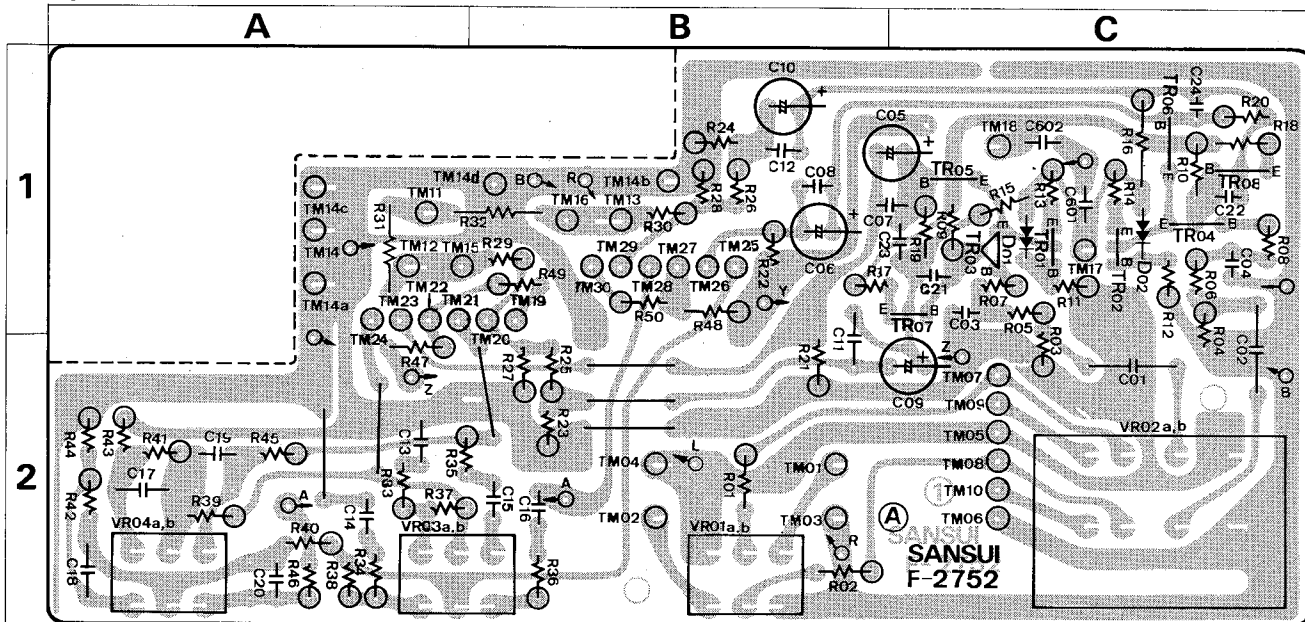 A B C
1
C10
TR06
C24
R20
R24
C05
TM18
C602
R16
B
R18
C12
TR05
R10
TM14d
B
R
TM14b
C08
B
E
R15
R13
R14
B
E
TR08
TM14c
TM11
R32
TM16
TM13
R30
R28
R26
C07
C601
E
C22
R31
TM14
TM12
TM15
R29
TM29
TM27
TM25
R22
C06
C23
R19
R09
TR03
D01
E
TR01
B
E
B
TR02
D02
E
TR04
B
C04
R08
TM14a
TM22
R49
TM30
TM28
TM26
R17
C21
B
R07
TM17
R11
R06
TM23
TM21
TM19
R50
Y
R48
E
TR07
B
C03
R05
R12
R04
TM24
TM20
C11
R03
C02
R47
R27
R25
R21
Z
C01
Z
C09
TM07
B
2
TM09
R44
R43
R41
C19
R45
C13
R35
R23
TM05
VR02a,b
TM04
L
TM01
TM08
C17
R33
R01
R42
R39
A
R37
C15
C16
A
TM10
1
C14
TM02
TM03
A
TM06
VR04a,b
R40
VR03a,b
VR01a,b
SANSUI
R
SANSUI
C18
C20
R46
R38
R34
R36
R02
F-2752